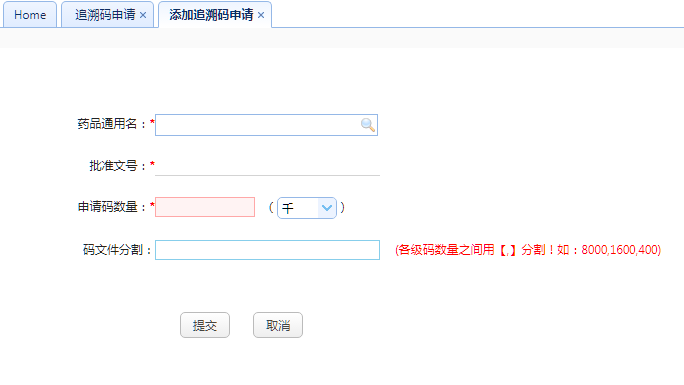 Home 追溯码申请 × 添加追溯码申请 ×
药品通用名：*
批准文号：*
申请码数量：* （ 千 ）
码文件分割： (各级码数量之间用【,】分割！如：8000,1600,400)
提交 取消